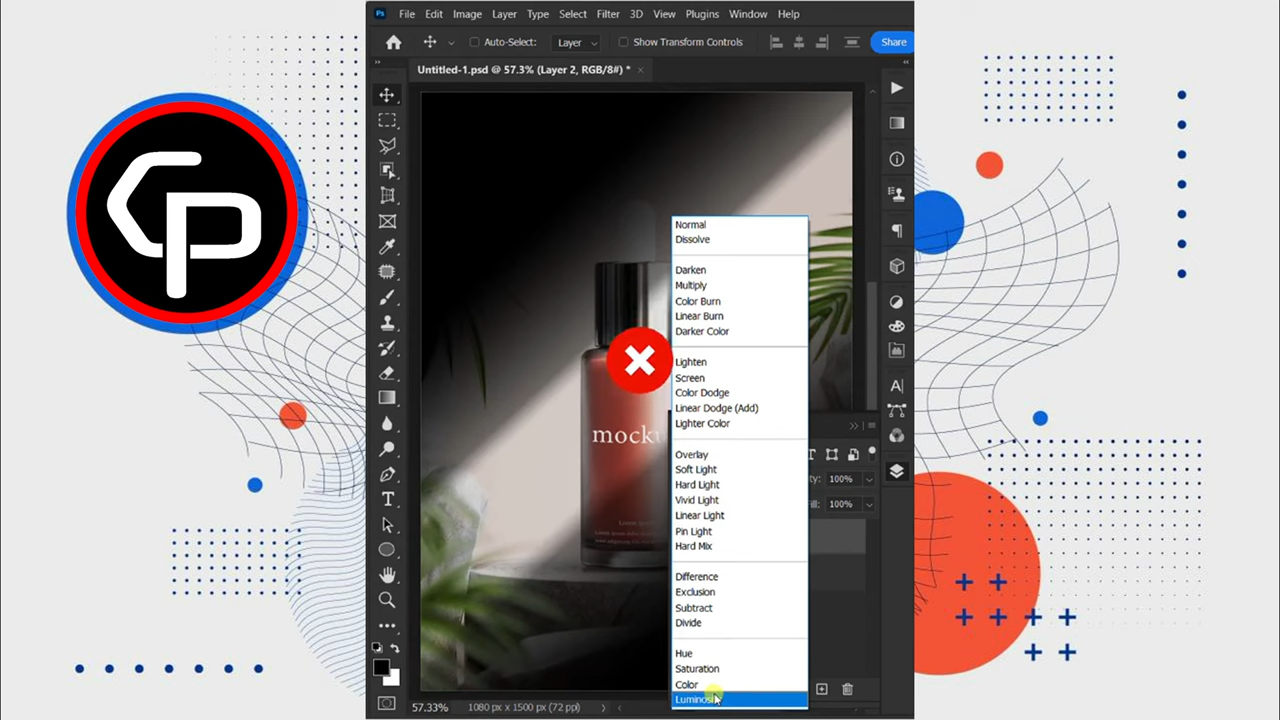 CP
Ps File Edit Image Layer Type Select Filter 3D View Plugins Window Help
Auto-Select: Layer Show Transform Controls Share
Untitled-1.psd @ 57.3% (Layer 2, RGB/8#) * ×
Normal
Dissolve
Darken
Multiply
Color Burn
Linear Burn
Darker Color
Lighten
Screen
Color Dodge
Linear Dodge (Add)
Lighter Color
Overlay
Soft Light
Hard Light
Vivid Light
Linear Light
Pin Light
Hard Mix
Difference
Exclusion
Subtract
Divide
Hue
Saturation
Color
mocku
100%
100%
57.33% 1080 px x 1500 px (72 ppi)